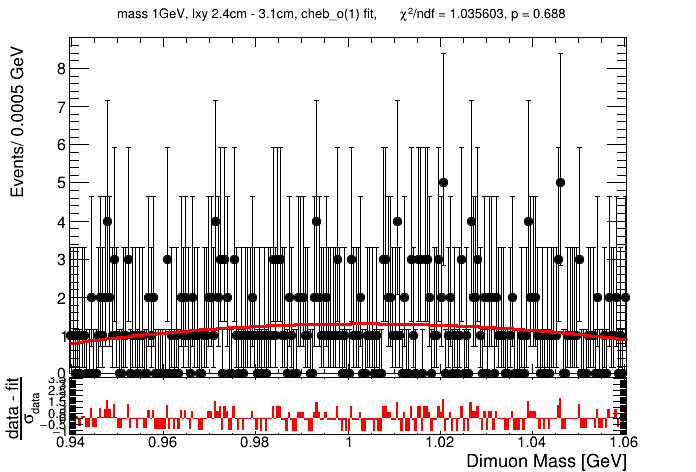 mass 1GeV, lxy 2.4cm - 3.1cm, cheb_o(1) fit, χ²/ndf = 1.035603, p = 0.688
Events/ 0.0005 GeV
8
7
6
5
4
3
2
1
0
data - fit
σdata
0.94 0.96 0.98 1 1.02 1.04 1.06
Dimuon Mass [GeV]